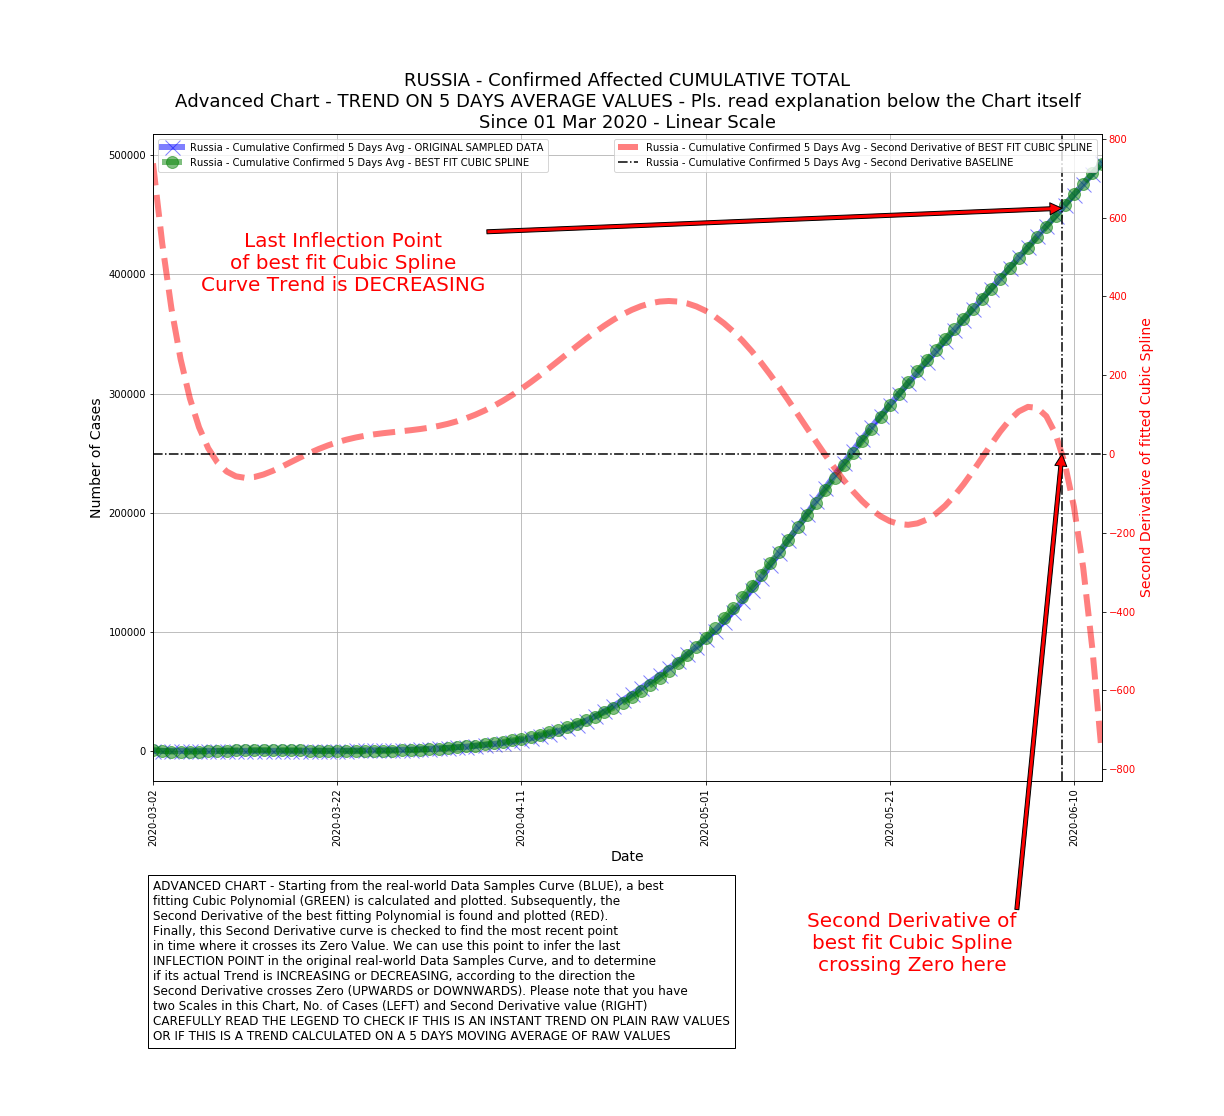 RUSSIA - Confirmed Affected CUMULATIVE TOTAL
Advanced Chart - TREND ON 5 DAYS AVERAGE VALUES - Pls. read explanation below the Chart itself
Since 01 Mar 2020 - Linear Scale
Russia - Cumulative Confirmed 5 Days Avg - ORIGINAL SAMPLED DATA
Russia - Cumulative Confirmed 5 Days Avg - BEST FIT CUBIC SPLINE
Russia - Cumulative Confirmed 5 Days Avg - Second Derivative of BEST FIT CUBIC SPLINE
Russia - Cumulative Confirmed 5 Days Avg - Second Derivative BASELINE
Last Inflection Point
of best fit Cubic Spline
Curve Trend is DECREASING
Number of Cases
500000
400000
300000
200000
100000
0
800
600
400
200
0
−200
−400
−600
−800
Second Derivative of fitted Cubic Spline
2020-03-02
2020-03-22
2020-04-11
2020-05-01
2020-05-21
2020-06-10
Date
ADVANCED CHART - Starting from the real-world Data Samples Curve (BLUE), a best
fitting Cubic Polynomial (GREEN) is calculated and plotted. Subsequently, the
Second Derivative of the best fitting Polynomial is found and plotted (RED).
Finally, this Second Derivative curve is checked to find the most recent point
in time where it crosses its Zero Value. We can use this point to infer the last
INFLECTION POINT in the original real-world Data Samples Curve, and to determine
if its actual Trend is INCREASING or DECREASING, according to the direction the
Second Derivative crosses Zero (UPWARDS or DOWNWARDS). Please note that you have
two Scales in this Chart, No. of Cases (LEFT) and Second Derivative value (RIGHT)
CAREFULLY READ THE LEGEND TO CHECK IF THIS IS AN INSTANT TREND ON PLAIN RAW VALUES
OR IF THIS IS A TREND CALCULATED ON A 5 DAYS MOVING AVERAGE OF RAW VALUES
Second Derivative of
best fit Cubic Spline
crossing Zero here